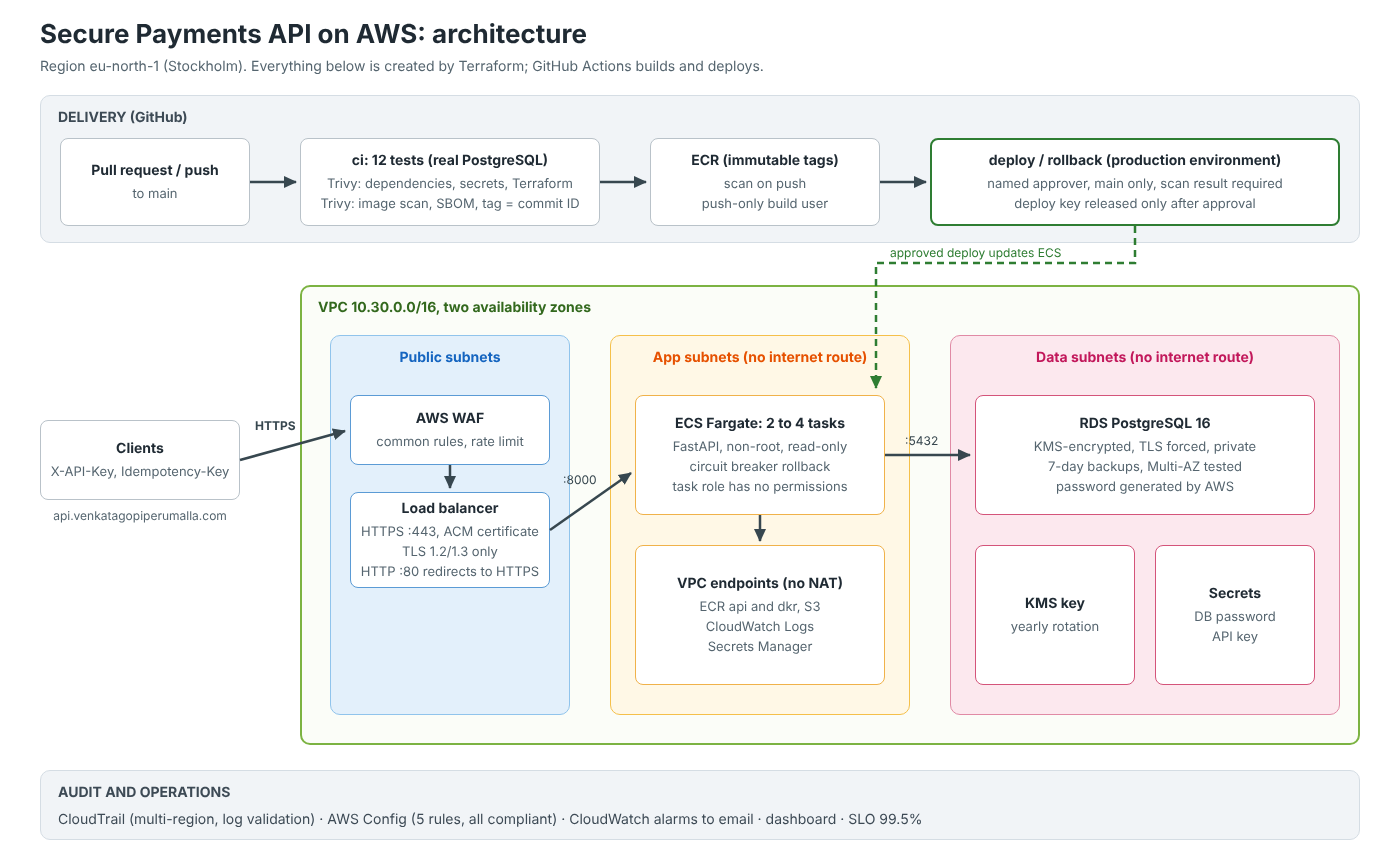 Secure Payments API on AWS: architecture
Region eu-north-1 (Stockholm). Everything below is created by Terraform; GitHub Actions builds and deploys.
DELIVERY (GitHub)
Pull request / push
to main
ci: 12 tests (real PostgreSQL)
Trivy: dependencies, secrets, Terraform
Trivy: image scan, SBOM, tag = commit ID
ECR (immutable tags)
scan on push
push-only build user
deploy / rollback (production environment)
named approver, main only, scan result required
deploy key released only after approval
approved deploy updates ECS
VPC 10.30.0.0/16, two availability zones
Clients
X-API-Key, Idempotency-Key
api.venkatagopiperumalla.com
HTTPS
Public subnets
AWS WAF
common rules, rate limit
Load balancer
HTTPS :443, ACM certificate
TLS 1.2/1.3 only
HTTP :80 redirects to HTTPS
:8000
App subnets (no internet route)
ECS Fargate: 2 to 4 tasks
FastAPI, non-root, read-only
circuit breaker rollback
task role has no permissions
VPC endpoints (no NAT)
ECR api and dkr, S3
CloudWatch Logs
Secrets Manager
:5432
Data subnets (no internet route)
RDS PostgreSQL 16
KMS-encrypted, TLS forced, private
7-day backups, Multi-AZ tested
password generated by AWS
KMS key
yearly rotation
Secrets
DB password
API key
AUDIT AND OPERATIONS
CloudTrail (multi-region, log validation) · AWS Config (5 rules, all compliant) · CloudWatch alarms to email · dashboard · SLO 99.5%